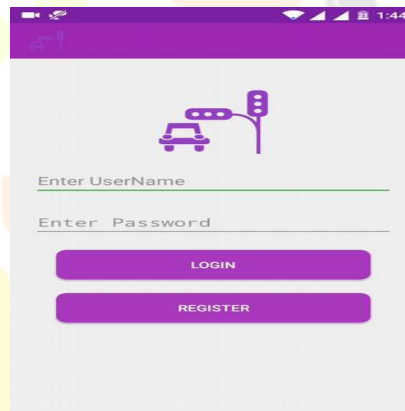 1:44
Enter UserName
Enter Password
LOGIN
REGISTER